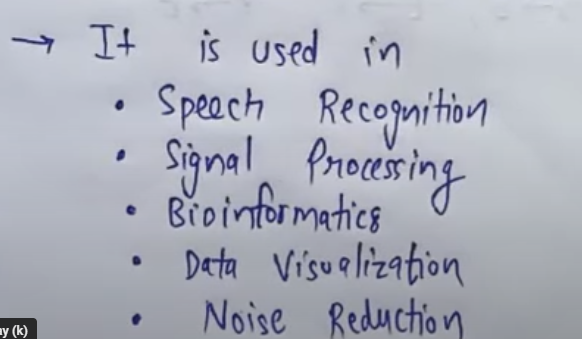 → It is used in
• Speech Recognition
• Signal Processing
• Bioinformatics
• Data Visualization
• Noise Reduction
y (k)